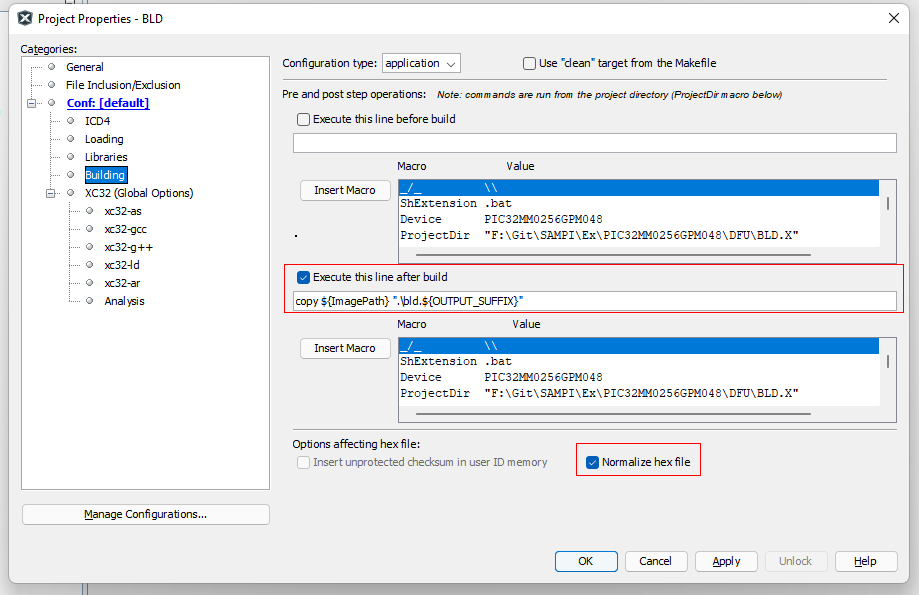 Project Properties - BLD
Categories:
General
File Inclusion/Exclusion
Conf: [default]
ICD4
Loading
Libraries
Building
XC32 (Global Options)
xc32-as
xc32-gcc
xc32-g++
xc32-ld
xc32-ar
Analysis
Manage Configurations...
Configuration type: application Use "clean" target from the Makefile
Pre and post step operations: Note: commands are run from the project directory (ProjectDir macro below)
Execute this line before build
Macro Value
Insert Macro
_/_ \\
ShExtension .bat
Device PIC32MM0256GPM048
ProjectDir "F:\Git\SAMPI\Ex\PIC32MM0256GPM048\DFU\BLD.X"
Execute this line after build
copy ${ImagePath} ".\bld.${OUTPUT_SUFFIX}"
Macro Value
Insert Macro
_/_ \\
ShExtension .bat
Device PIC32MM0256GPM048
ProjectDir "F:\Git\SAMPI\Ex\PIC32MM0256GPM048\DFU\BLD.X"
Options affecting hex file:
Insert unprotected checksum in user ID memory Normalize hex file
OK Cancel Apply Unlock Help